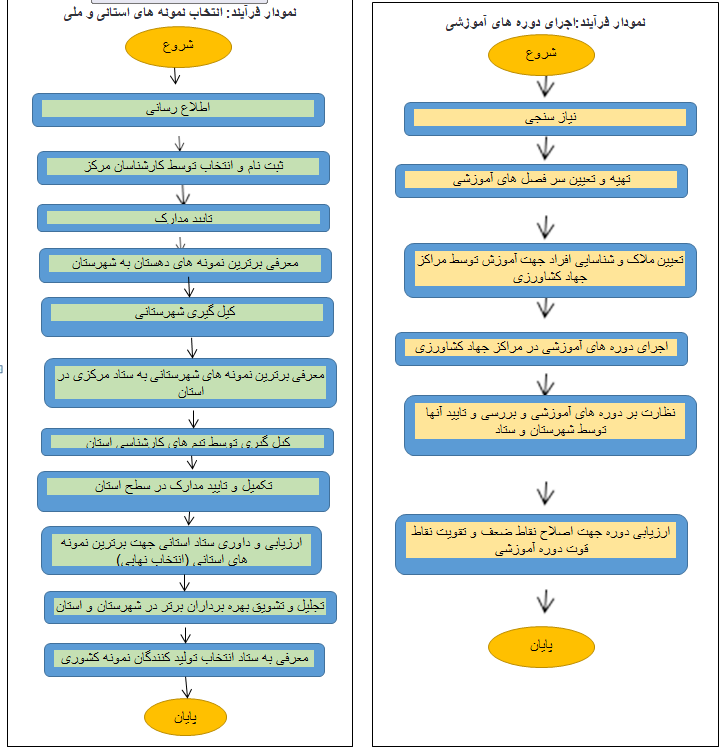 نمودار فرآیند: انتخاب نمونه های استانی و ملی
شروع
اطلاع رسانی
ثبت نام و انتخاب توسط کارشناسان مرکز
تایید مدارک
معرفی برترین نمونه های دهستان به شهرستان
کیل گیری شهرستانی
معرفی برترین نمونه های شهرستانی به ستاد مرکزی در
استان
کیل گیری توسط تیم های کارشناسی استان
تکمیل و تایید مدارک در سطح استان
ارزیابی و داوری ستاد استانی جهت برترین نمونه
های استانی (انتخاب نهایی)
تجلیل و تشویق بهره برداران برتر در شهرستان و استان
معرفی به ستاد انتخاب تولید کنندگان نمونه کشوری
پایان
نمودار فرآیند:اجرای دوره های آموزشی
شروع
نیاز سنجی
تهیه و تعیین سر فصل های آموزشی
تعیین ملاک و شناسایی افراد جهت آموزش توسط مراکز
جهاد کشاورزی
اجرای دوره های آموزشی در مراکز جهاد کشاورزی
نظارت بر دوره های آموزشی و بررسی و تایید آنها
توسط شهرستان و ستاد
ارزیابی دوره جهت اصلاح نقاط ضعف و تقویت نقاط
قوت دوره آموزشی
پایان